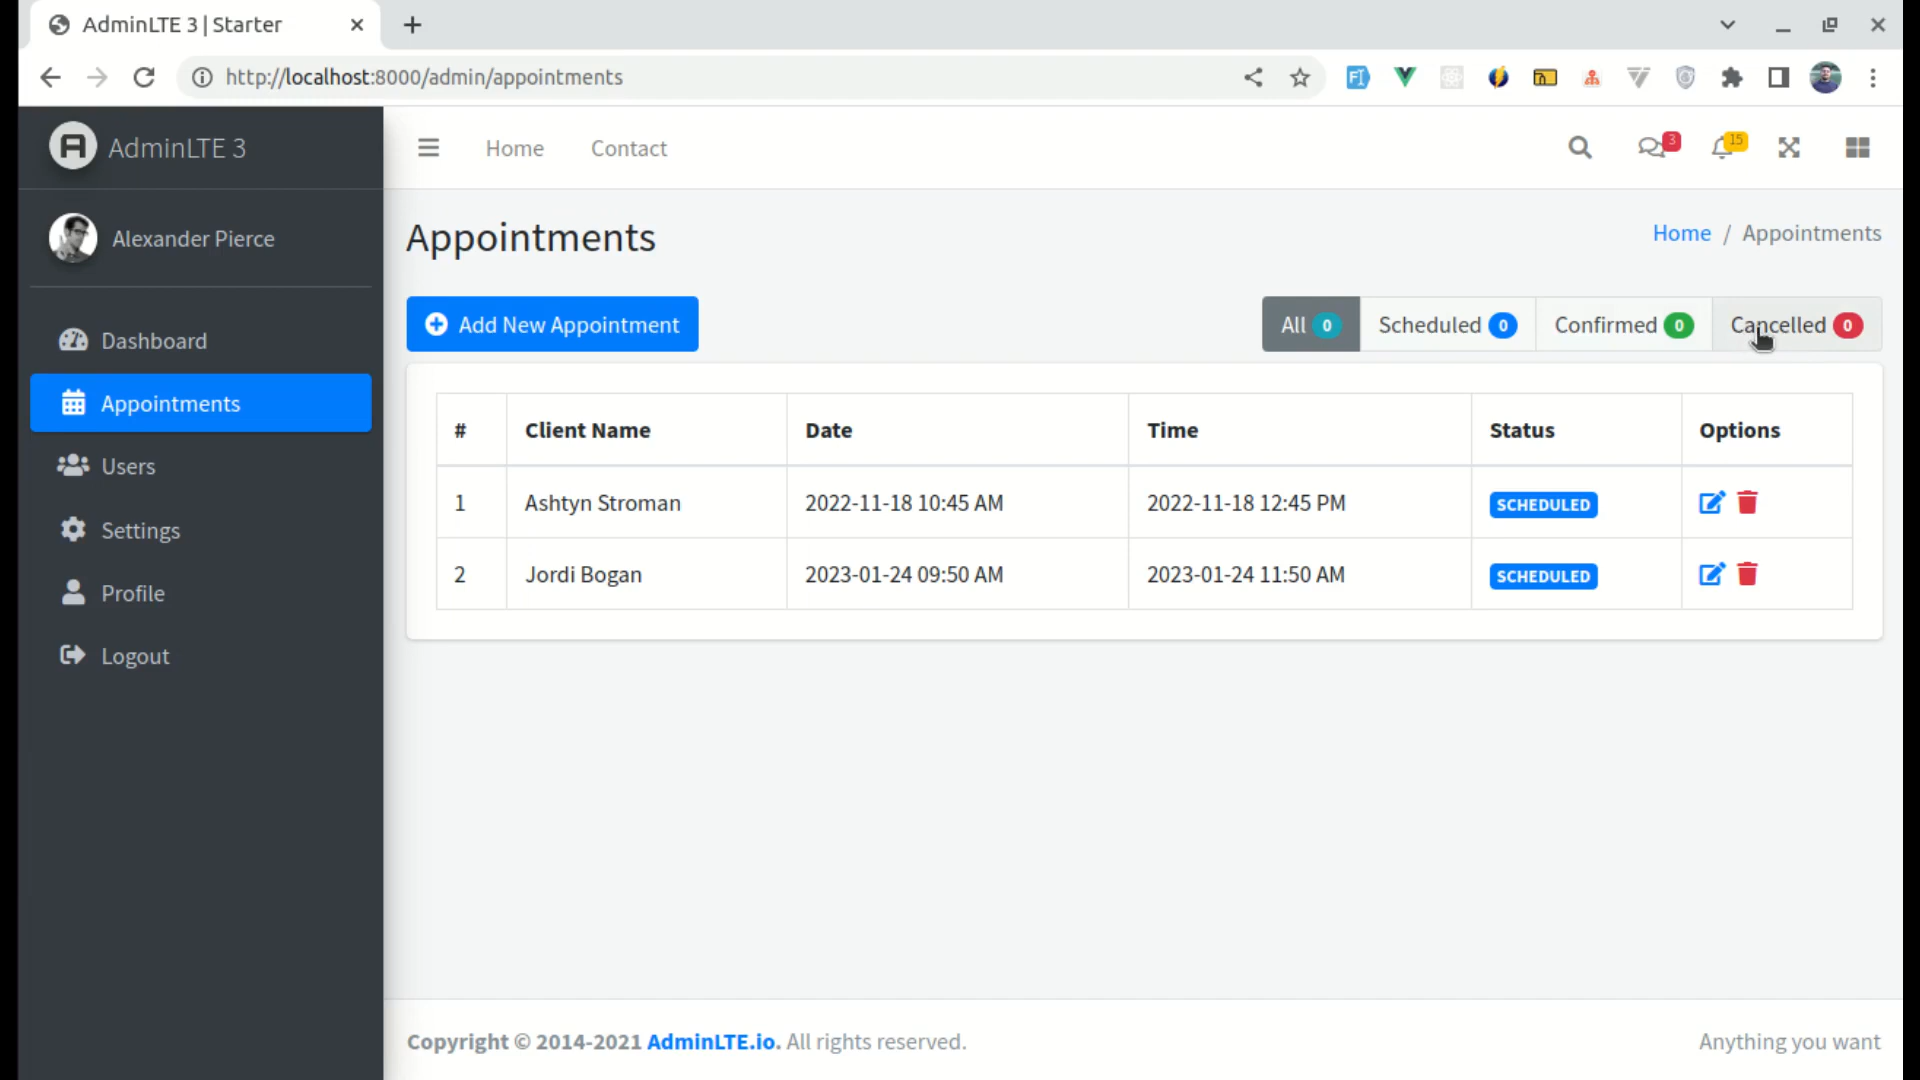 AdminLTE 3 | Starter
http://localhost:8000/admin/appointments
AdminLTE 3
Home Contact
3 15
Alexander Pierce
Dashboard
Appointments
Users
Settings
Profile
Logout
Appointments
Home / Appointments
Add New Appointment
All 0 Scheduled 0 Confirmed 0 Cancelled 0
# Client Name Date Time Status Options
1 Ashtyn Stroman 2022-11-18 10:45 AM 2022-11-18 12:45 PM SCHEDULED
2 Jordi Bogan 2023-01-24 09:50 AM 2023-01-24 11:50 AM SCHEDULED
Copyright © 2014-2021 AdminLTE.io. All rights reserved.
Anything you want